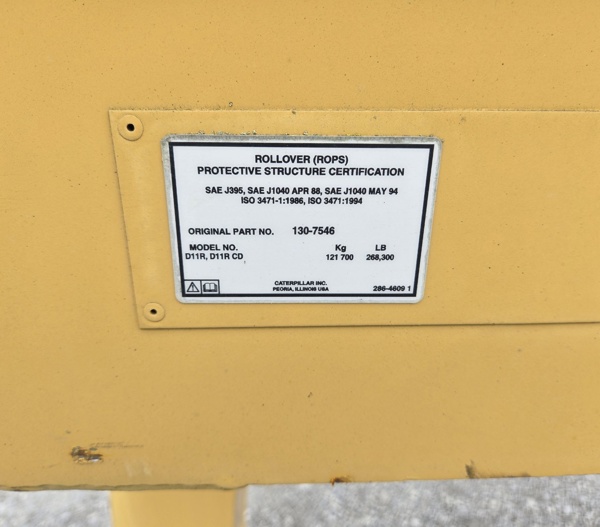 ROLLOVER (ROPS)
PROTECTIVE STRUCTURE CERTIFICATION
SAE J395, SAE J1040 APR 88, SAE J1040 MAY 94
ISO 3471-1:1986, ISO 3471:1994
ORIGINAL PART NO. 130-7546
MODEL NO. Kg LB
D11R, D11R CD 121 700 268,300
CATERPILLAR INC.
PEORIA, ILLINOIS USA 286-4609 1